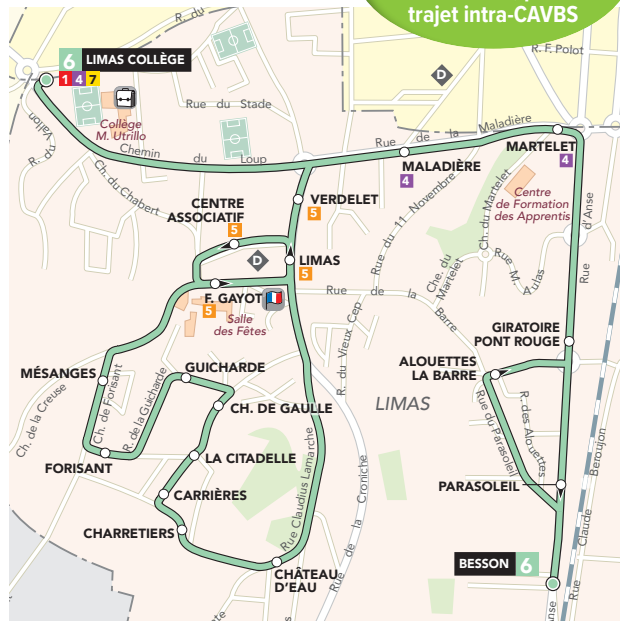 trajet intra-CAVBS
R. du
R. F. Polot
D
6 LIMAS COLLÈGE
1 4 7
Rue du Stade
Collège
M. Utrillo
Rue de la Maladière
MARTELET
4
R. du Vallon
Chemin du Loup
MALADIÈRE
4
Ch. du Chabert
CENTRE
ASSOCIATIF
5
VERDELET
5
Centre
de Formation
des Apprentis
Rue du 11 Novembre
Ch. du Martelet
Rue d'Anse
D
LIMAS
5
Che. du
Martelet
Rue M. Aulas
F. GAYOT
5
Salle
des Fêtes
Rue de la Barre
GIRATOIRE
PONT ROUGE
R. du Vieux Cep
MÉSANGES
GUICHARDE
ALOUETTES
LA BARRE
Ch. de la Creuse
Ch. de Forisant
R. de la Guicharde
CH. DE GAULLE
LIMAS
Rue du Parasoleil
R. des Alouettes
FORISANT
LA CITADELLE
Rue Claudius Lamarche
Rue de la Croniche
PARASOLEIL
CARRIÈRES
CHARRETIERS
BESSON 6
CHÂTEAU
D'EAU
Rue Claude Beroujon
Anse